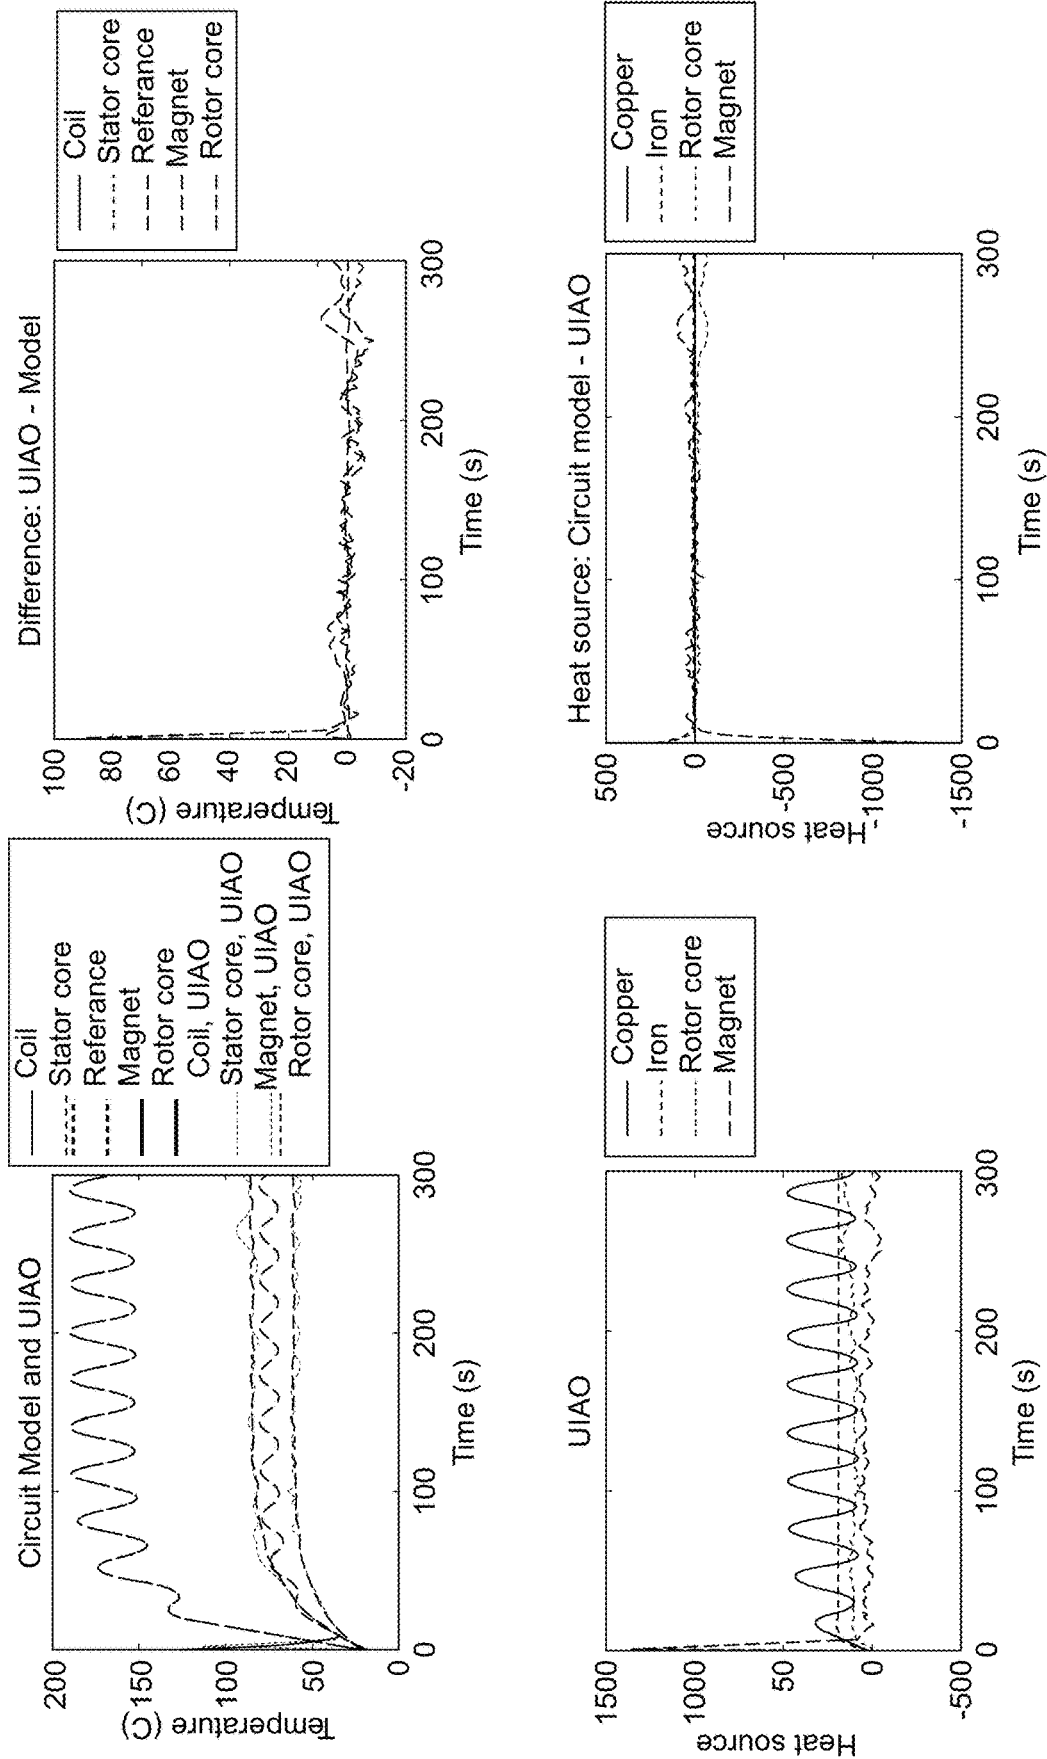 Circuit Model and UIAO
200
150
100
50
0
Temperature (C)
0
100
200
300
Time (s)
Coil
Stator core
Referance
Magnet
Rotor core
Coil, UIAO
Stator core, UIAO
Magnet, UIAO
Rotor core, UIAO
Difference: UIAO - Model
100
80
60
40
20
0
-20
Temperature (C)
0
100
200
300
Time (s)
Coil
Stator core
Referance
Magnet
Rotor core
UIAO
1500
1000
500
0
-500
Heat source
0
100
200
300
Time (s)
Copper
Iron
Rotor core
Magnet
Heat source: Circuit model - UIAO
500
0
-500
-1000
-1500
Heat source
0
100
200
300
Time (s)
Copper
Iron
Rotor core
Magnet